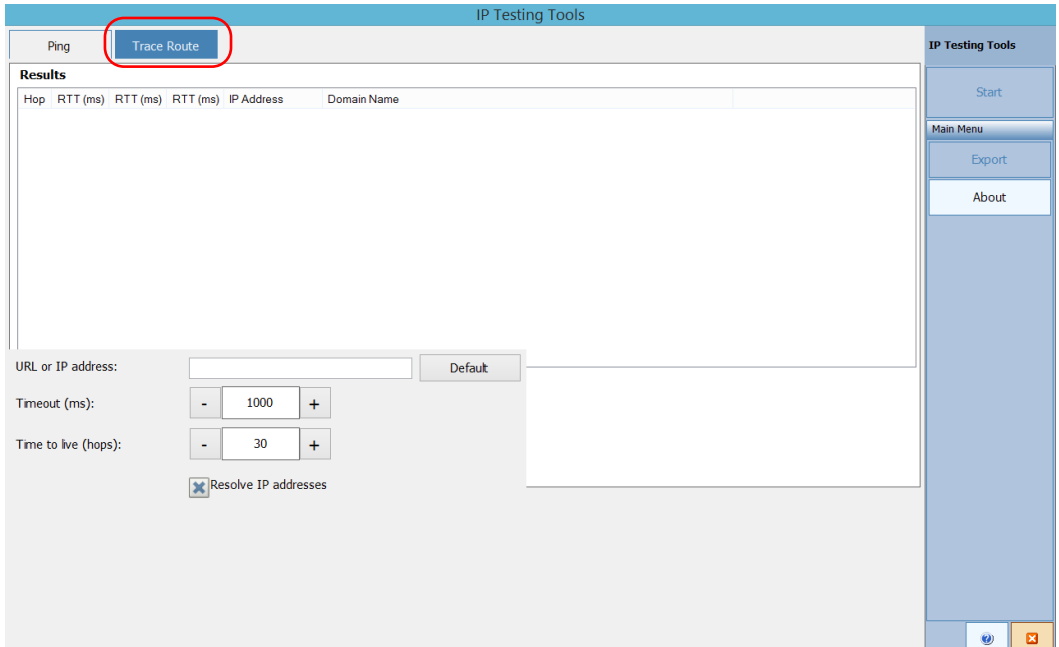 IP Testing Tools
Ping
Trace Route
IP Testing Tools
Results
Hop RTT (ms) RTT (ms) RTT (ms) IP Address Domain Name
Start
Main Menu
Export
About
URL or IP address:
Default
Timeout (ms):
- 1000 +
Time to live (hops):
- 30 +
Resolve IP addresses